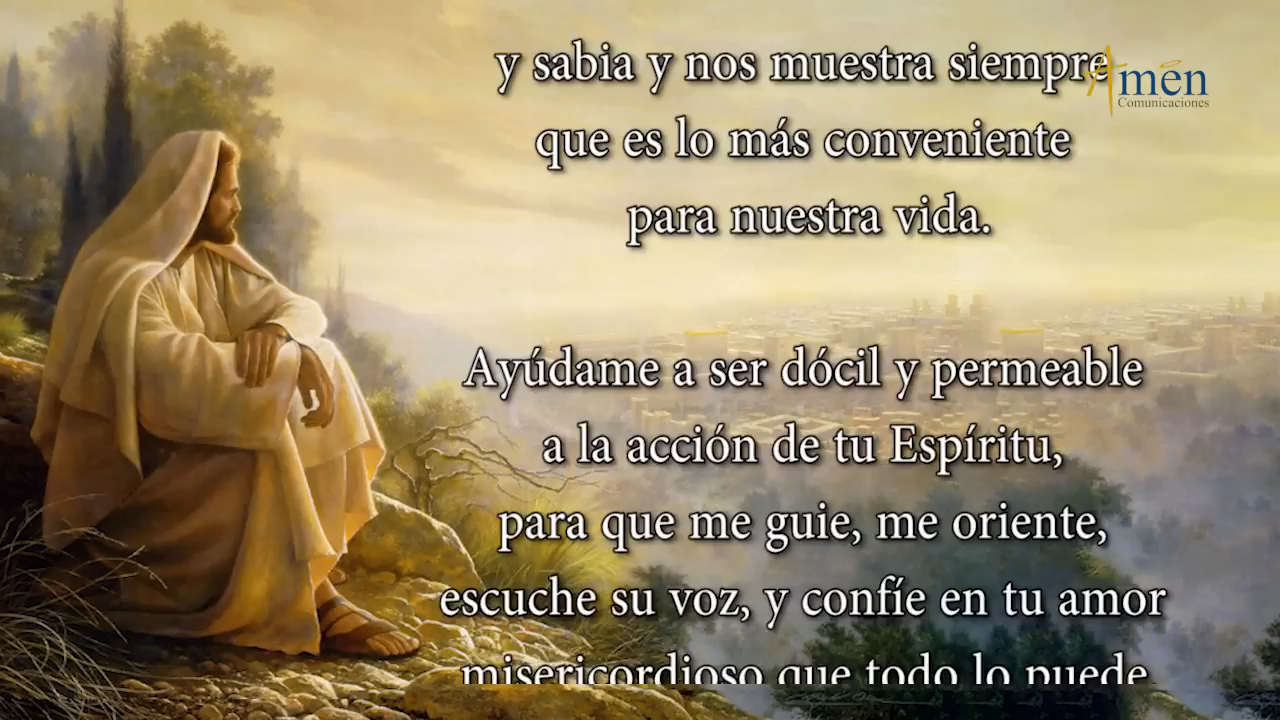 y sabia y nos muestra siempre
que es lo más conveniente
para nuestra vida.
Ayúdame a ser dócil y permeable
a la acción de tu Espíritu,
para que me guie, me oriente,
escuche su voz, y confíe en tu amor
misericordioso que todo lo puede
Amén
Comunicaciones